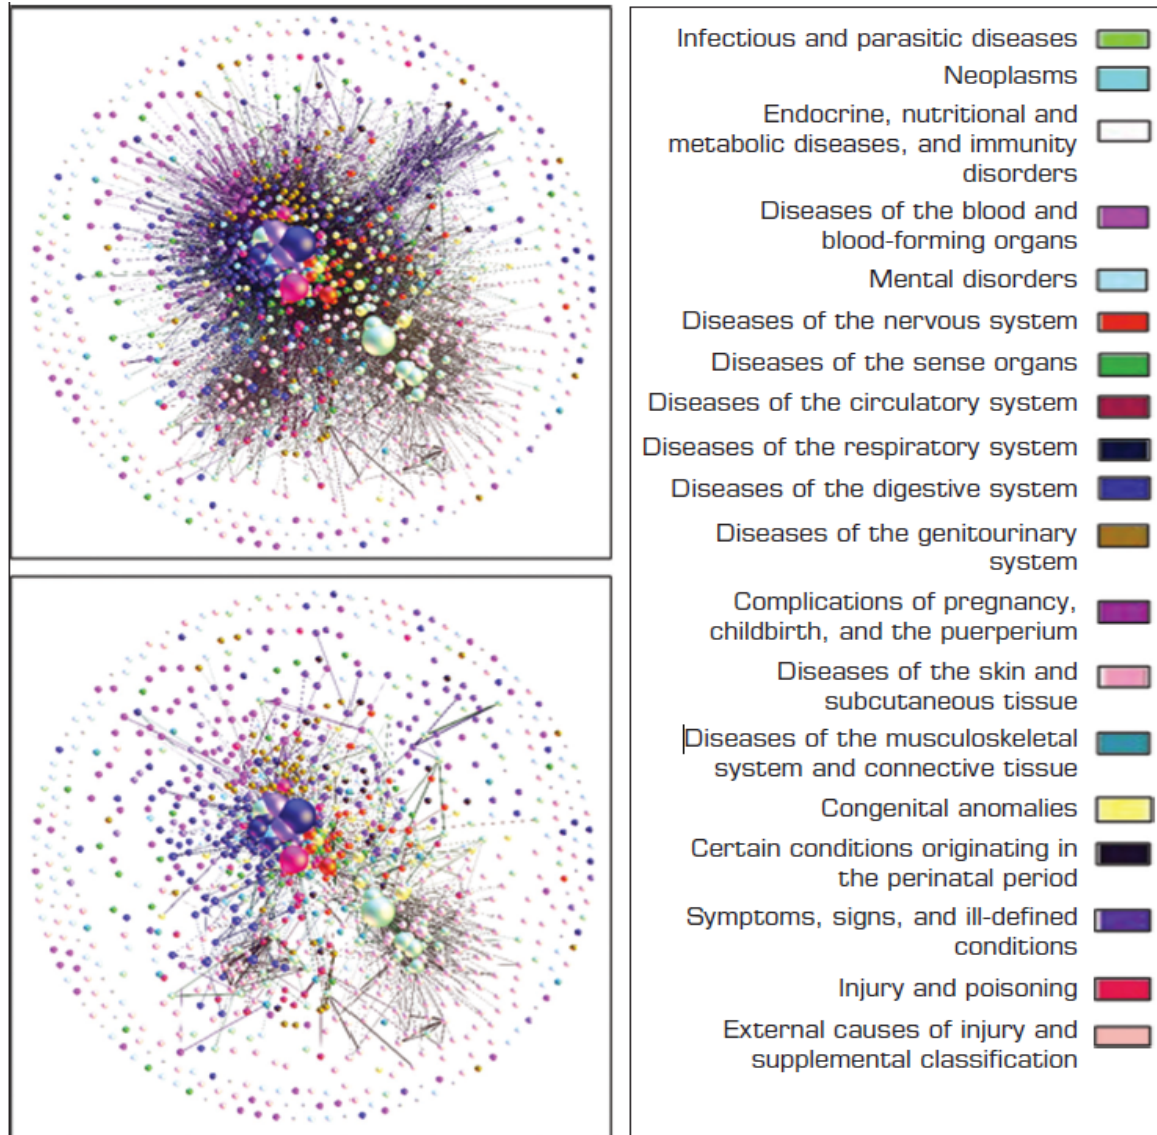 Infectious and parasitic diseases
Neoplasms
Endocrine, nutritional and
metabolic diseases, and immunity
disorders
Diseases of the blood and
blood-forming organs
Mental disorders
Diseases of the nervous system
Diseases of the sense organs
Diseases of the circulatory system
Diseases of the respiratory system
Diseases of the digestive system
Diseases of the genitourinary
system
Complications of pregnancy,
childbirth, and the puerperium
Diseases of the skin and
subcutaneous tissue
Diseases of the musculoskeletal
system and connective tissue
Congenital anomalies
Certain conditions originating in
the perinatal period
Symptoms, signs, and ill-defined
conditions
Injury and poisoning
External causes of injury and
supplemental classification